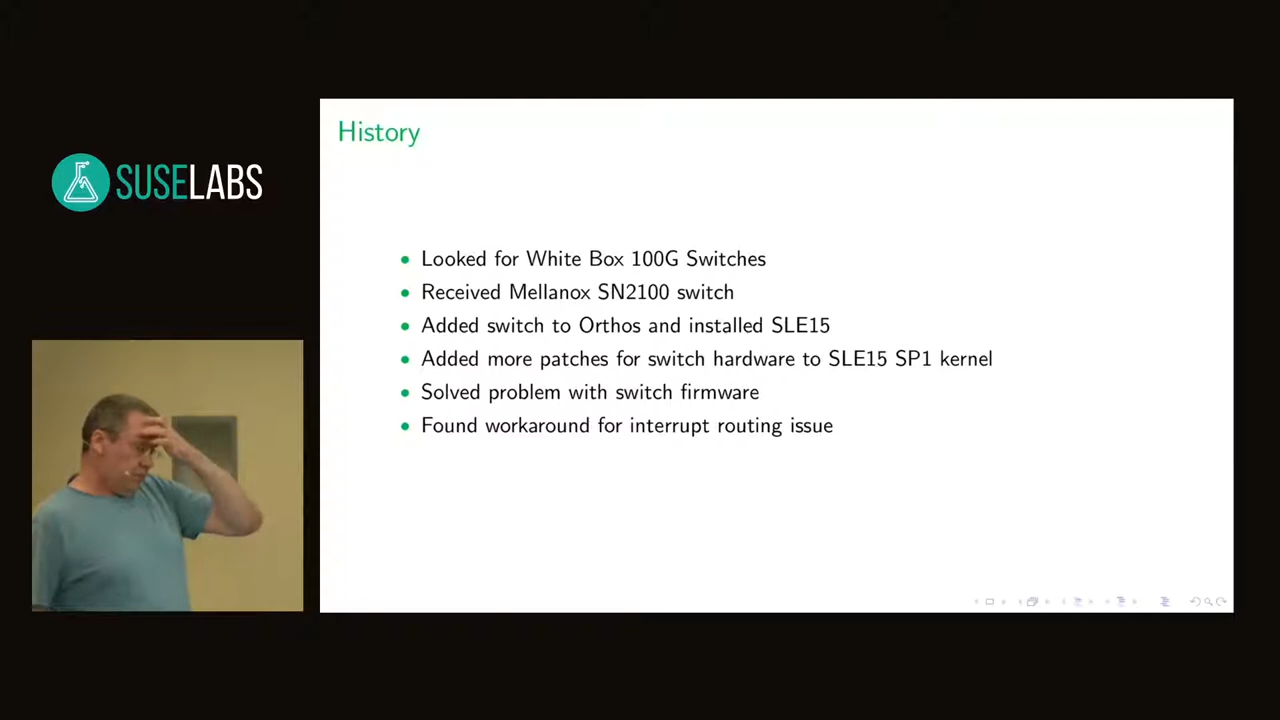 SUSELABS
History
Looked for White Box 100G Switches
Received Mellanox SN2100 switch
Added switch to Orthos and installed SLE15
Added more patches for switch hardware to SLE15 SP1 kernel
Solved problem with switch firmware
Found workaround for interrupt routing issue